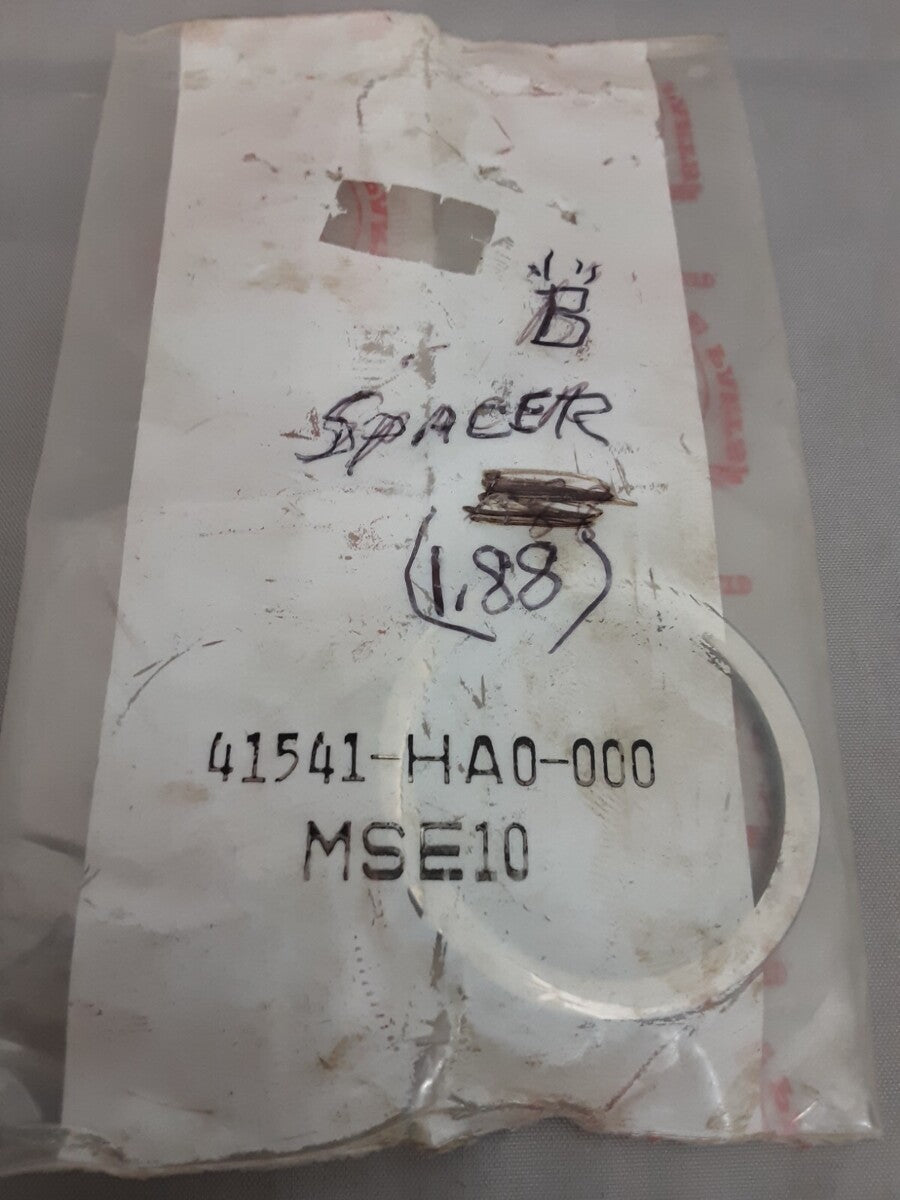 "B"
SPACER
(1.88)
41541-HA0-000
MSE10